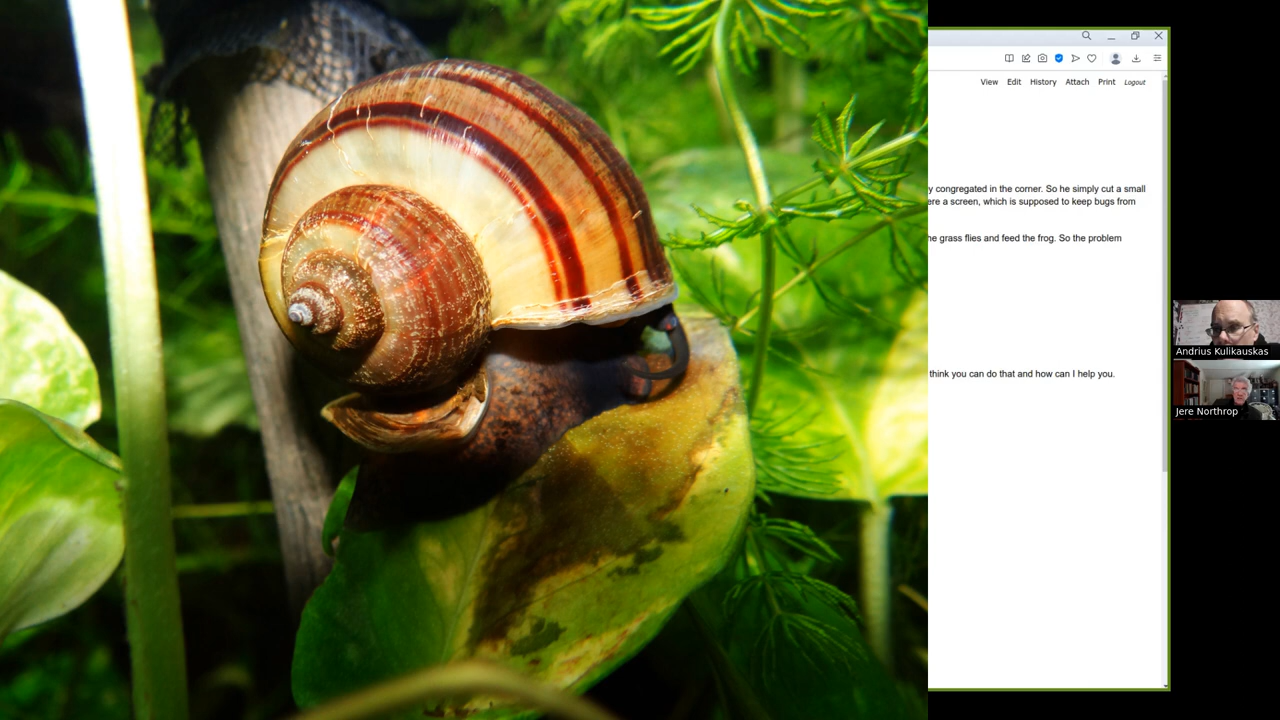 View Edit History Attach Print Logout
y congregated in the corner. So he simply cut a small
ere a screen, which is supposed to keep bugs from
he grass flies and feed the frog. So the problem
think you can do that and how can I help you.
Andrius Kulikauskas
Jere Northrop